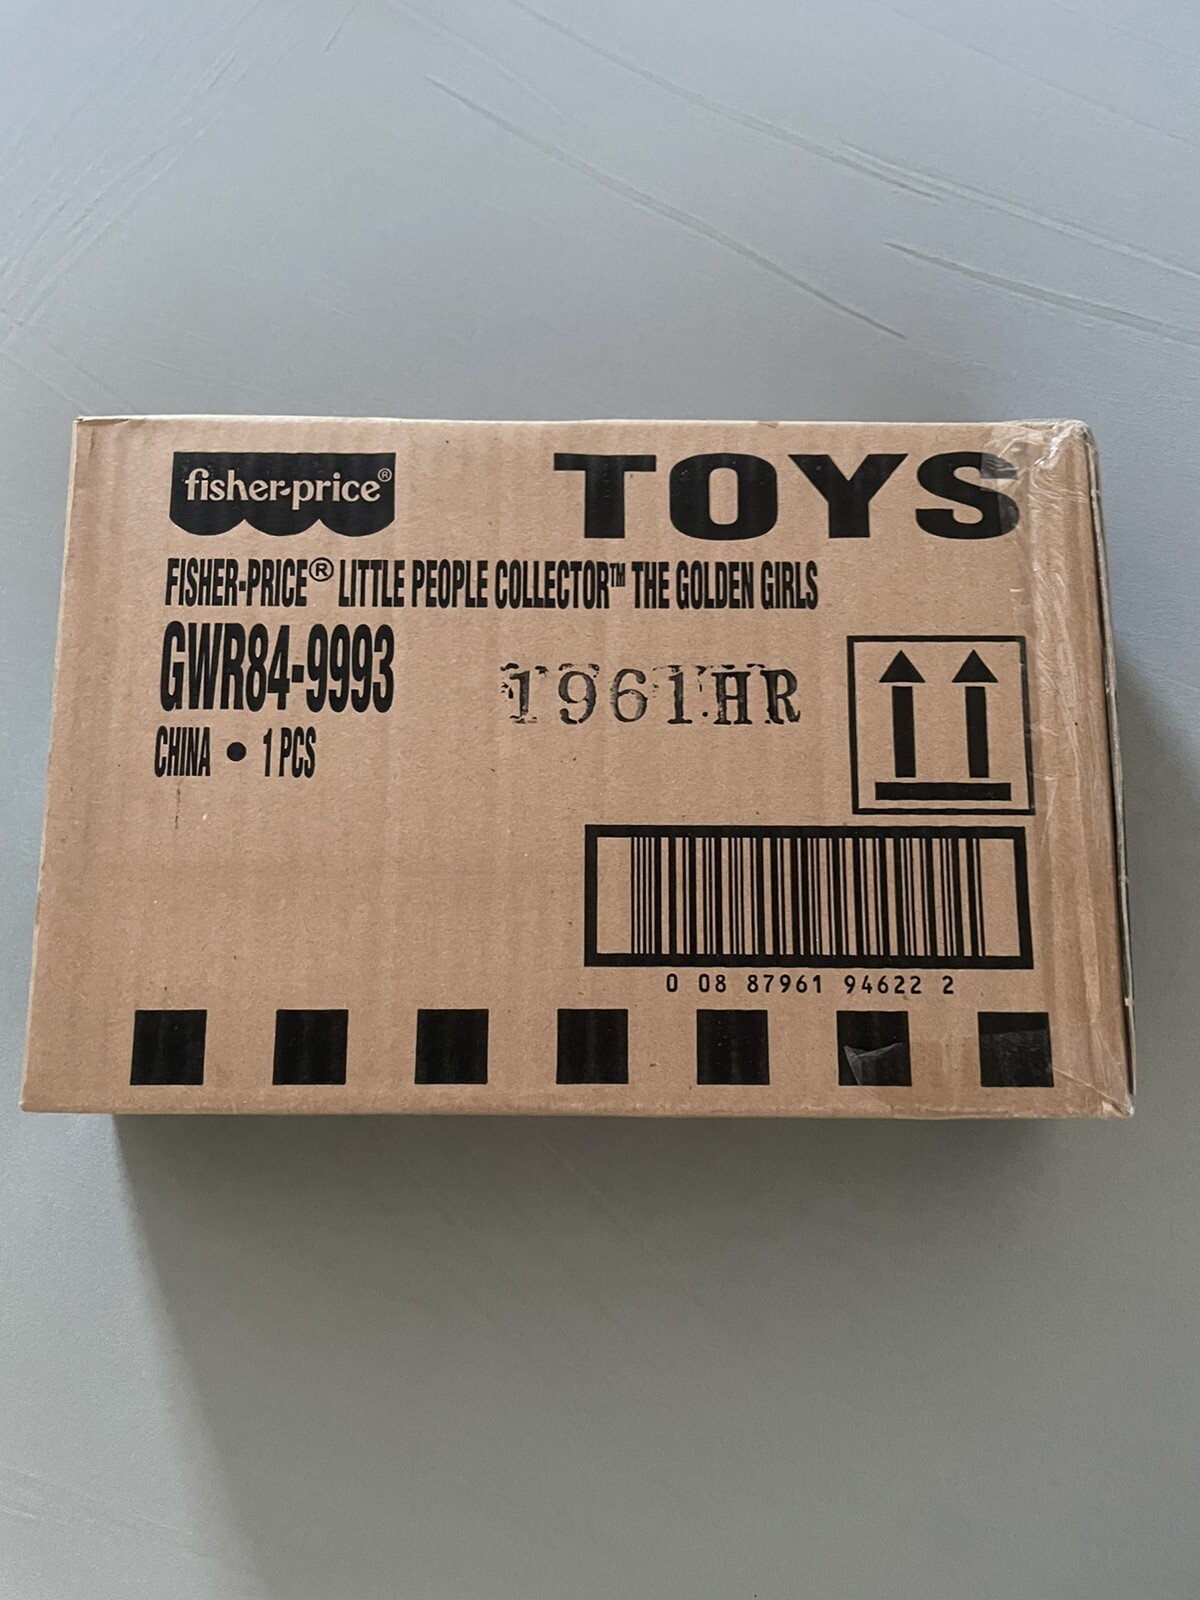 fisher-price®
TOYS
FISHER-PRICE® LITTLE PEOPLE COLLECTOR™ THE GOLDEN GIRLS
GWR84-9993
1961HR
CHINA • 1 PCS
0 08 87961 94622 2